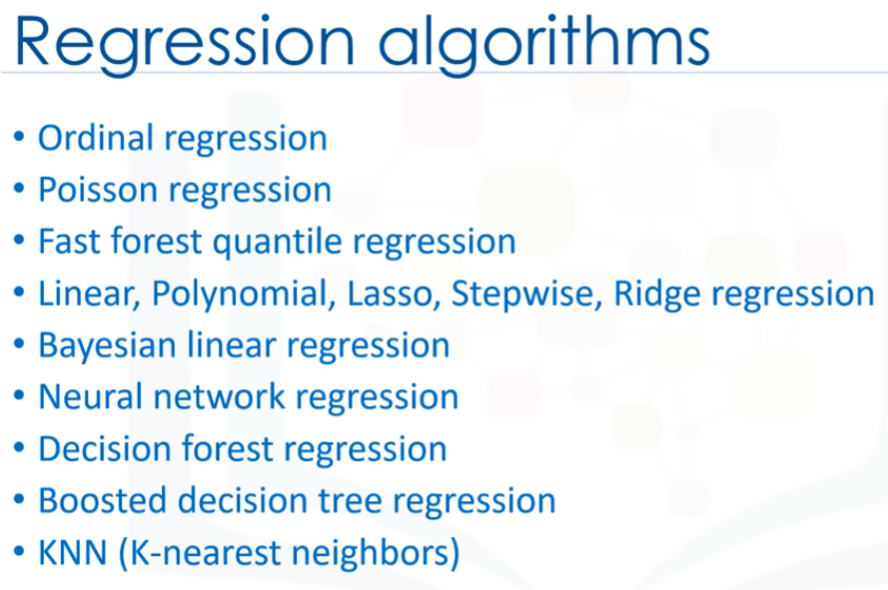 Regression algorithms
• Ordinal regression
• Poisson regression
• Fast forest quantile regression
• Linear, Polynomial, Lasso, Stepwise, Ridge regression
• Bayesian linear regression
• Neural network regression
• Decision forest regression
• Boosted decision tree regression
• KNN (K-nearest neighbors)